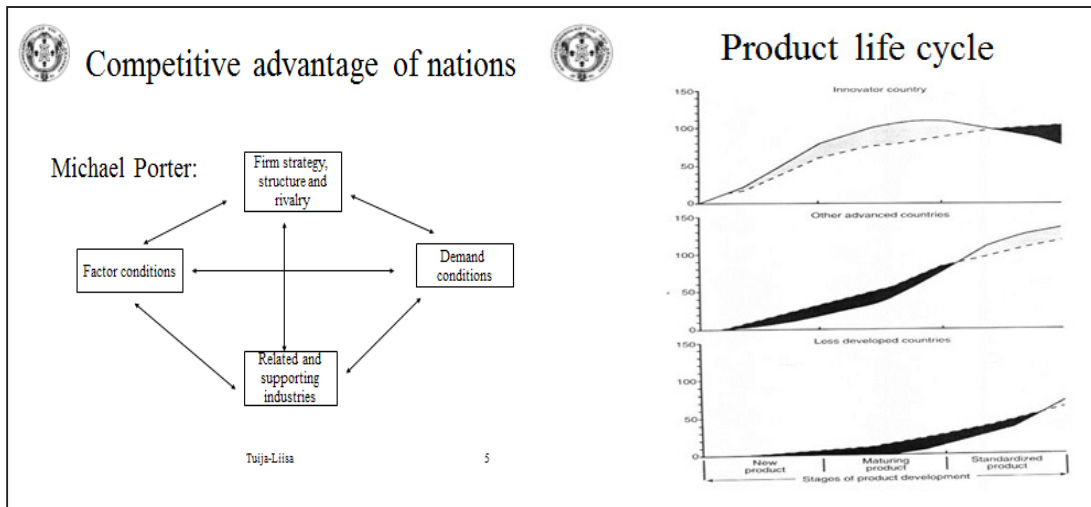 Competitive advantage of nations
Michael Porter:
Firm strategy,
structure and
rivalry
Factor conditions
Demand
conditions
Related and
supporting
industries
Tuija-Liisa
5
Product life cycle
Innovator country
150
100
50
0
Other advanced countries
150
100
50
0
Less developed countries
150
100
50
0
New
product
Maturing
product
Standardized
product
Stages of product development